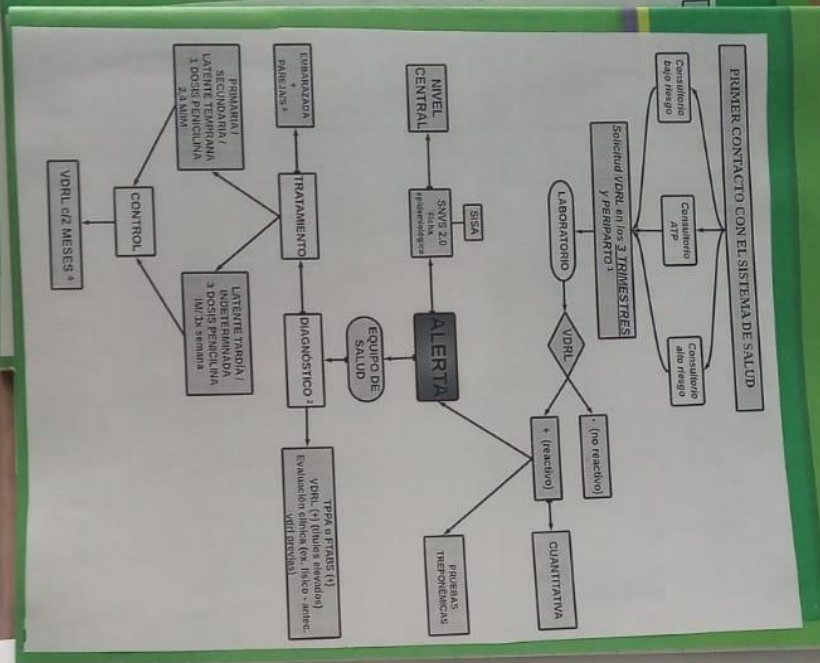 PRIMER CONTACTO CON EL SISTEMA DE SALUD
Consultorio
bajo riesgo
Consultorio
ATP
Consultorio
alto riesgo
Solicitud VDRL en los 3 TRIMESTRES
y PERIPARTO 1
LABORATORIO
VDRL
- (no reactivo)
+ (reactivo)
CUANTITATIVA
PRUEBAS
TREPONÉMICAS
SISA
NIVEL
CENTRAL
SNVS 2.0
Ficha
epidemiológica
ALERTA
EQUIPO DE
SALUD
EMBARAZADA
+
PAREJA/S 3
TRATAMIENTO
DIAGNÓSTICO 2
TPPA o FTABS (+)
VDRL (+) (títulos elevados)
Evaluación clínica (ex. físico - antec.
vdrl previas)
PRIMARIA /
SECUNDARIA /
LATENTE TEMPRANA
1 DOSIS PENICILINA
2,4 M/IM
LATENTE TARDÍA /
INDETERMINADA
3 DOSIS PENICILINA
IM/ 1x semana
CONTROL
VDRL c/2 MESES 4